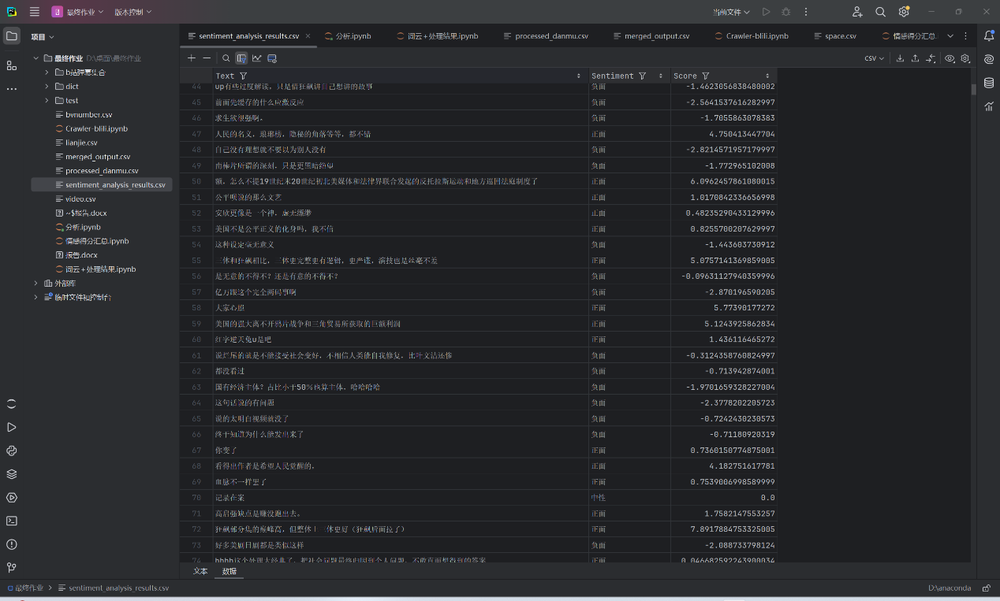 最终作业
版本控制
当前文件
项目
sentiment_analysis_results.csv
分析.ipynb
词云+处理结果.ipynb
processed_danmu.csv
merged_output.csv
Crawler-blili.ipynb
space.csv
情感得分汇总.
CSV
最终作业 D:\桌面\最终作业
b站弹幕集合
dict
test
bvnumber.csv
Crawler-blili.ipynb
lianjie.csv
merged_output.csv
processed_danmu.csv
sentiment_analysis_results.csv
video.csv
~$报告.docx
分析.ipynb
情感得分汇总.ipynb
报告.docx
词云+处理结果.ipynb
外部库
临时文件和控制台
Text Sentiment Score
44 up有些过度解读，只是借狂飙讲自己想讲的故事 负面 -1.4623056838480002
45 前面先缓存的什么应激反应 负面 -2.5641537616282997
46 求生欲很强啊。 负面 -1.7055863078383
47 人民的名义，琅琊榜，隐秘的角落等等，都不错 正面 4.750413447704
48 自己没有理想就不要以为别人没有 负面 -2.8214571957179997
49 南棒片所谓的深刻，只是更黑暗绝望 负面 -1.772965102008
50 额，怎么不提19世纪末20世纪初北美媒体和法律界联合发起的反托拉斯运动和地方巡回法庭制度了 正面 6.0962457861080015
51 公平呗说的那么文艺 正面 1.0170842336656998
52 安欣更像是一个神，虚无缥渺 正面 0.48235290433129996
53 美国不是公平正义的化身吗，我不信 正面 0.8255700207629997
54 这种设定毫无意义 负面 -1.443603730912
55 三体和狂飙相比，三体更完整更有逻辑，更严谨，演技也是丝毫不差 正面 5.0757141369859005
56 是无意的不得不？还是有意的不得不？ 负面 -0.09631127940359996
57 亿万跟这个完全两码事啊 负面 -2.870196590205
58 大家心照 正面 5.77390177272
59 美国的强大离不开鸦片战争和三角贸易所获取的巨额利润 正面 5.1243925862834
60 红字逆天兔u是吧 正面 1.436116465272
61 说烂尾的就是不能接受社会变好，不相信人类能自我修复，比叶文洁还惨 负面 -0.3124358760824997
62 都没看过 负面 -0.713942874001
63 国有经济主体？占比小于50%也算主体，哈哈哈哈 负面 -1.9701659328227004
64 这句话说的有问题 负面 -2.3778202205723
65 说的太明白视频就没了 负面 -0.7242430230573
66 终于知道为什么能发出来了 负面 -0.71180920319
67 你变了 正面 0.7360150774875001
68 看得出作者是希望人民觉醒的， 正面 4.182751617781
69 血脉不一样罢了 正面 0.7539006998589999
70 记录在案 中性 0.0
71 高启强缺点是赚没跑出去。 正面 1.7582147553257
72 狂飙部分集的巅峰高，但整体 三体更好（狂飙后面拉了） 正面 7.8917884753325005
73 好多美剧日剧都是类似这样 负面 -2.088733798124
74 hhhh这个处理太经典了，把社会问题最终归因到个人问题，不敢直面想得到的答案 正面 0.046682592243900034
文本
数据
最终作业
sentiment_analysis_results.csv
D:\anaconda